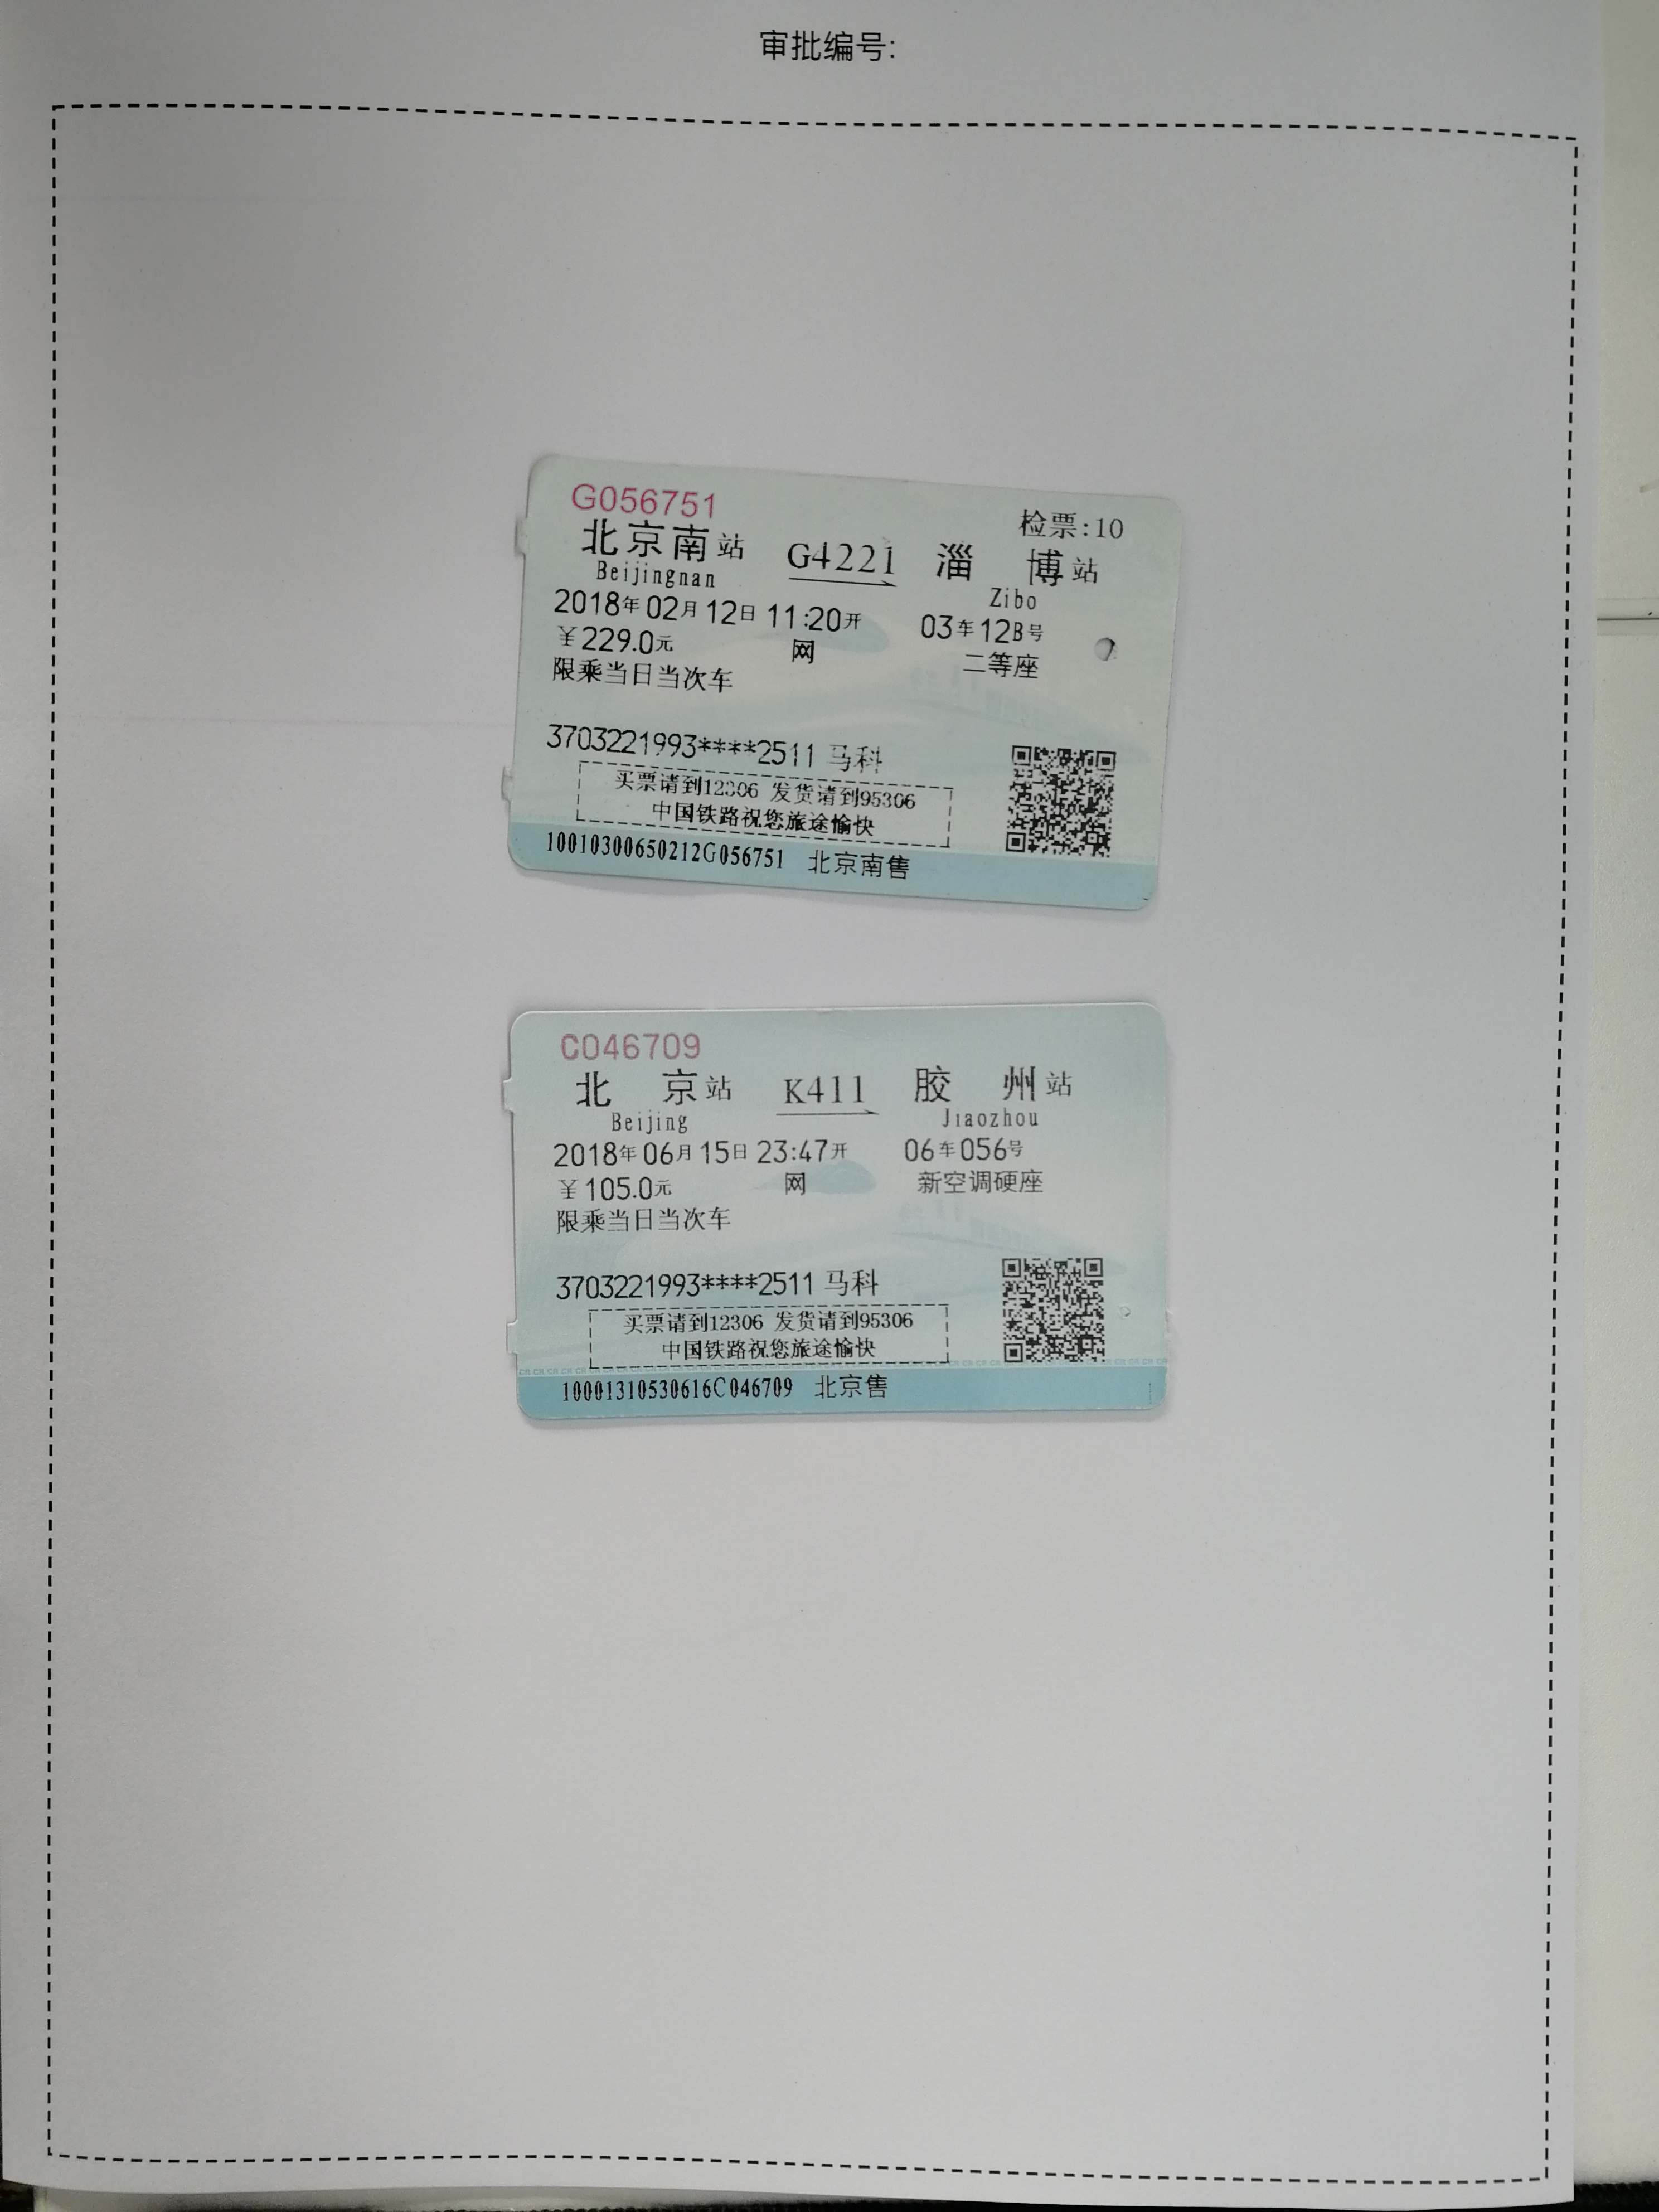 审批编号:
G056751
检票:10
北京南站 G4221 淄博站
Beijingnan Zibo
2018年02月12日 11:20开 03车12B号
￥229.0元 网 二等座
限乘当日当次车
3703221993****2511 马科
买票请到12306 发货请到95306
中国铁路祝您旅途愉快
10010300650212G056751 北京南售
C046709
北京站 K411 胶州站
Beijing Jiaozhou
2018年06月15日 23:47开 06车056号
￥105.0元 网 新空调硬座
限乘当日当次车
3703221993****2511 马科
买票请到12306 发货请到95306
中国铁路祝您旅途愉快
10001310530616C046709 北京售